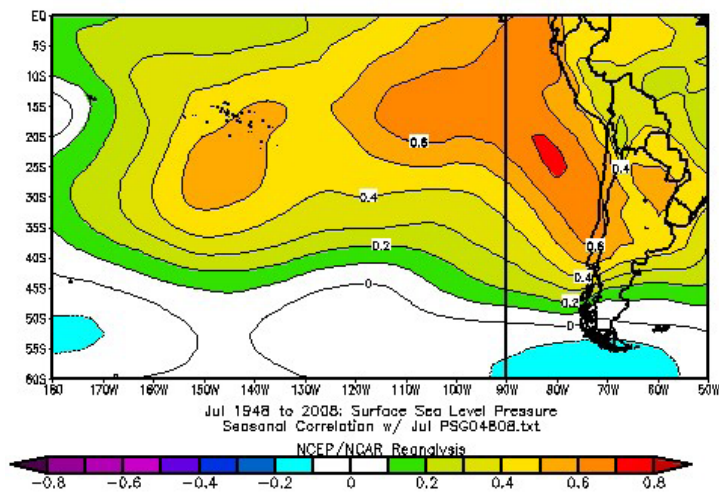 EQ
5S
10S
15S
20S
25S
30S
35S
40S
45S
50S
55S
60S
0.6
0.4
0.4
0.2
0.6
0.4
0.2
0
0
180 170W 160W 150W 140W 130W 120W 110W 100W 90W 80W 70W 60W 50W
Jul 1948 to 2008: Surface Sea Level Pressure
Seasonal Correlation w/ Jul PSG04808.txt
NCEP/NCAR Reanalysis
-0.8 -0.6 -0.4 -0.2 0 0.2 0.4 0.6 0.8